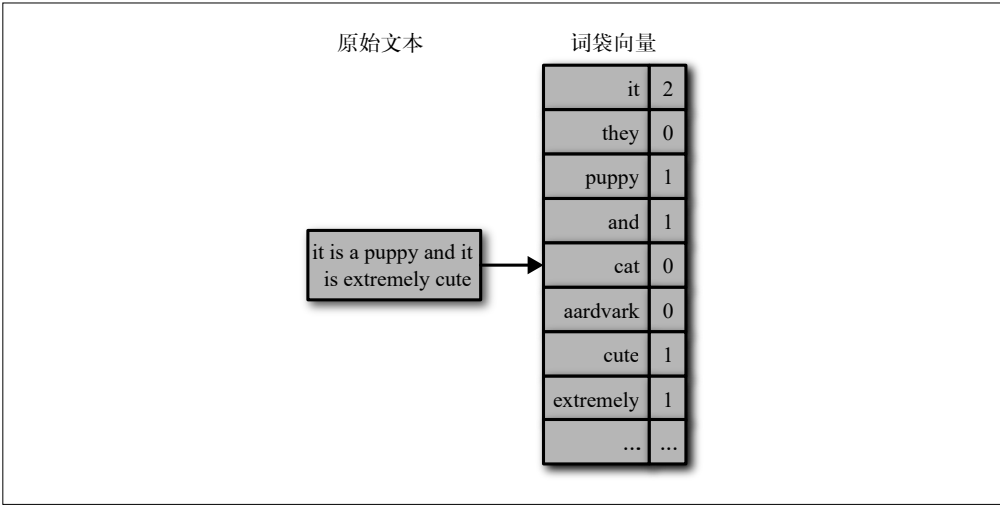 原始文本
词袋向量
it is a puppy and it
is extremely cute
it 2
they 0
puppy 1
and 1
cat 0
aardvark 0
cute 1
extremely 1
... ...